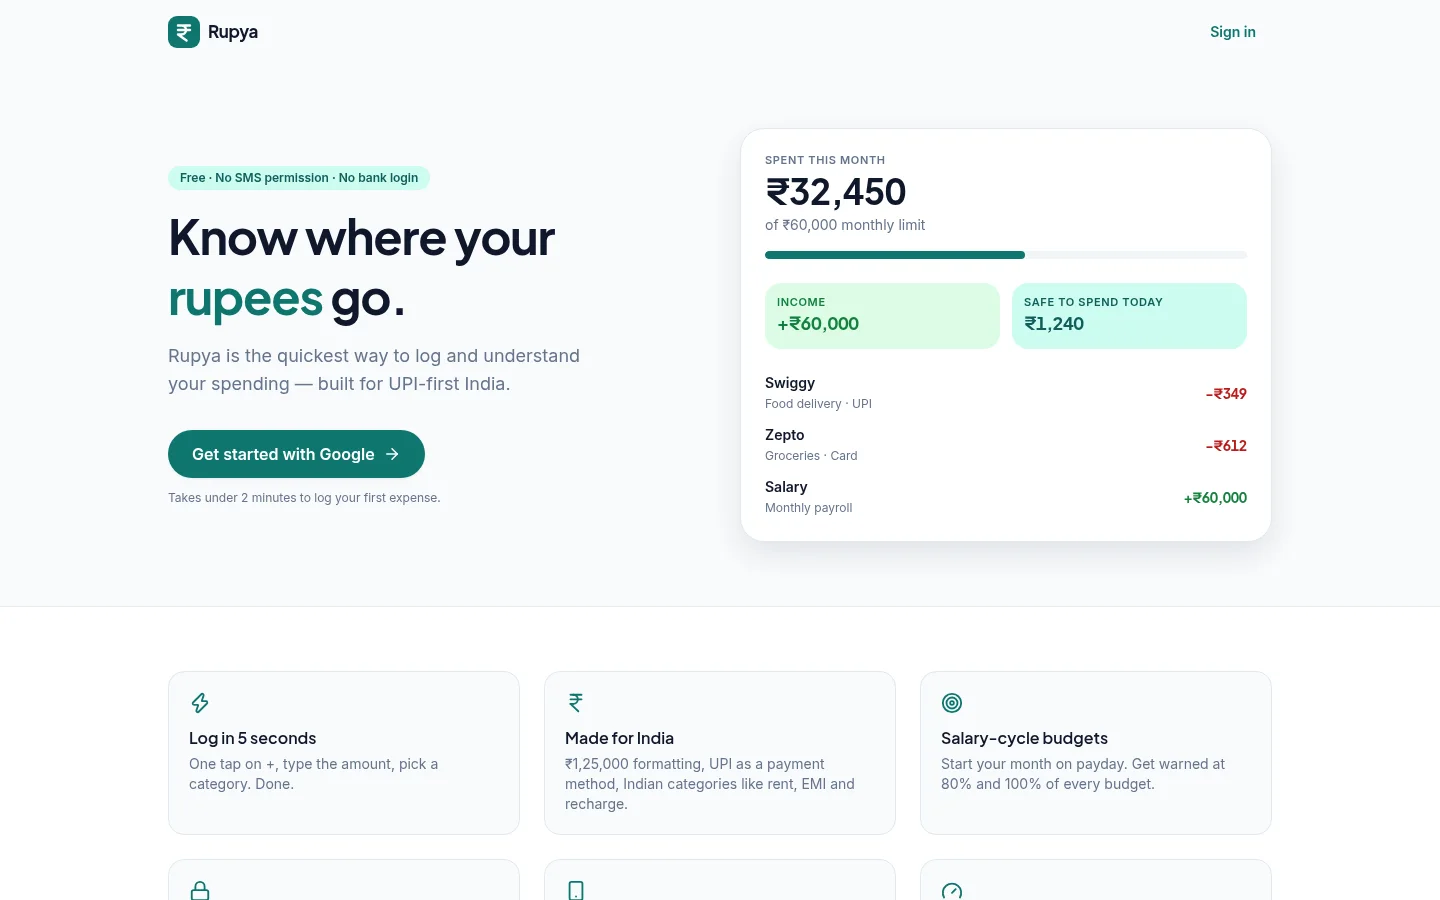 Rupya
Sign in
Free · No SMS permission · No bank login
Know where your
rupees go.
Rupya is the quickest way to log and understand
your spending — built for UPI-first India.
Get started with Google →
Takes under 2 minutes to log your first expense.
SPENT THIS MONTH
₹32,450
of ₹60,000 monthly limit
INCOME
+₹60,000
SAFE TO SPEND TODAY
₹1,240
Swiggy
Food delivery · UPI
−₹349
Zepto
Groceries · Card
−₹612
Salary
Monthly payroll
+₹60,000
Log in 5 seconds
One tap on +, type the amount, pick a
category. Done.
Made for India
₹1,25,000 formatting, UPI as a payment
method, Indian categories like rent, EMI and
recharge.
Salary-cycle budgets
Start your month on payday. Get warned at
80% and 100% of every budget.